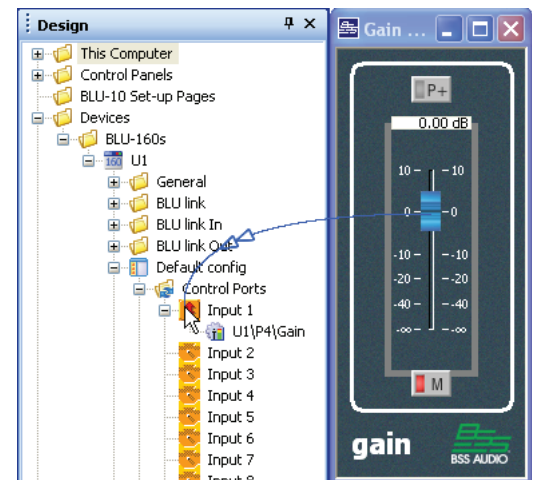 Design
This Computer
Control Panels
BLU-10 Set-up Pages
Devices
BLU-160s
160 U1
General
BLU link
BLU link In
BLU link Out
Default config
Control Ports
Input 1
U1\P4\Gain
Input 2
Input 3
Input 4
Input 5
Input 6
Input 7
Input 8
Gain ...
P+
0.00 dB
10 - - 10
0 - - 0
-10 - - -10
-20 - - -20
-40 - - -40
-∞ - - -∞
M
gain
BSS AUDIO